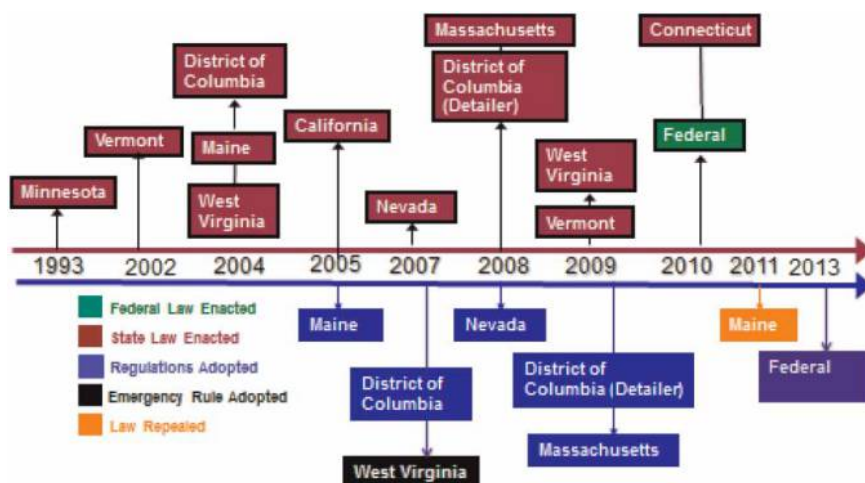 Massachusetts
Connecticut
District of
Columbia
District of
Columbia
(Detailer)
California
Vermont
Maine
Federal
West
Virginia
Minnesota
West
Virginia
Nevada
Vermont
1993 2002 2004 2005 2007 2008 2009 2010 2011 2013
Federal Law Enacted
State Law Enacted
Regulations Adopted
Emergency Rule Adopted
Law Repealed
Maine
Nevada
Maine
Federal
District of
Columbia
District of
Columbia (Detailer)
Massachusetts
West Virginia